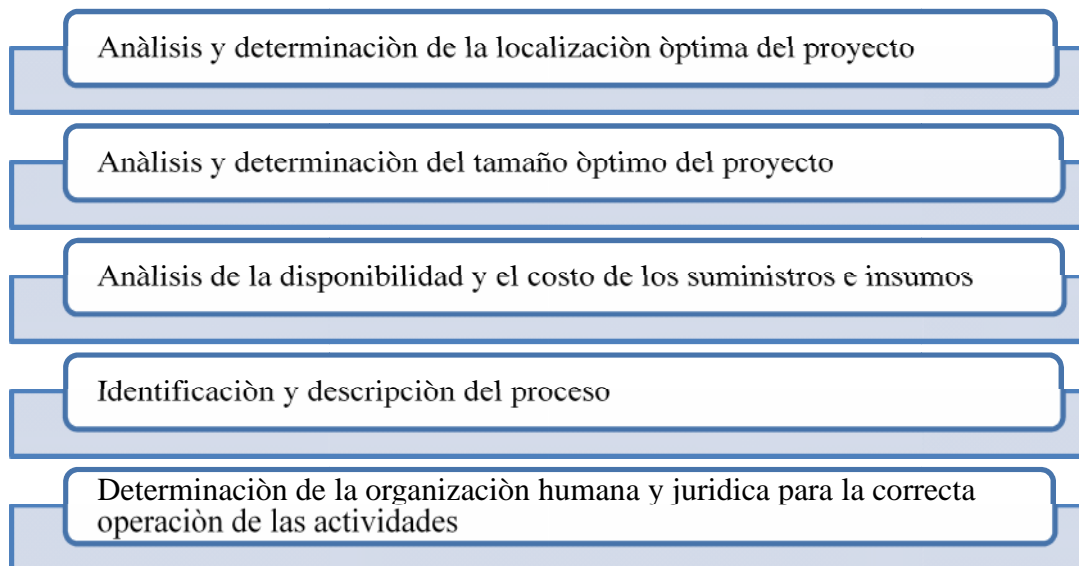 Anàlisis y determinaciòn de la localizaciòn òptima del proyecto
Anàlisis y determinaciòn del tamaño òptimo del proyecto
Anàlisis de la disponibilidad y el costo de los suministros e insumos
Identificaciòn y descripciòn del proceso
Determinaciòn de la organizaciòn humana y juridica para la correcta
operaciòn de las actividades